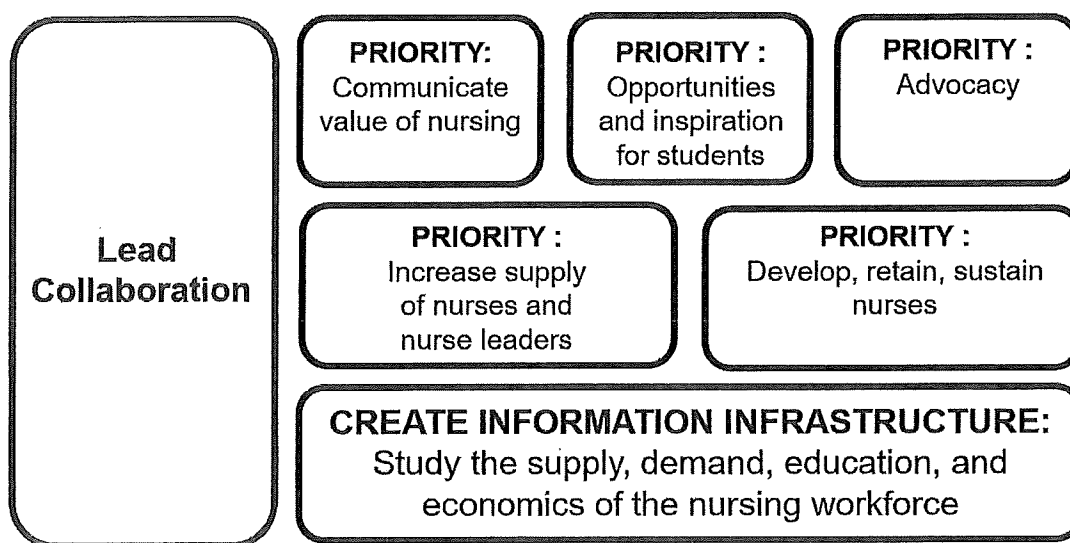 Lead
Collaboration
PRIORITY:
Communicate
value of nursing
PRIORITY :
Opportunities
and inspiration
for students
PRIORITY :
Advocacy
PRIORITY :
Increase supply
of nurses and
nurse leaders
PRIORITY :
Develop, retain, sustain
nurses
CREATE INFORMATION INFRASTRUCTURE:
Study the supply, demand, education, and
economics of the nursing workforce